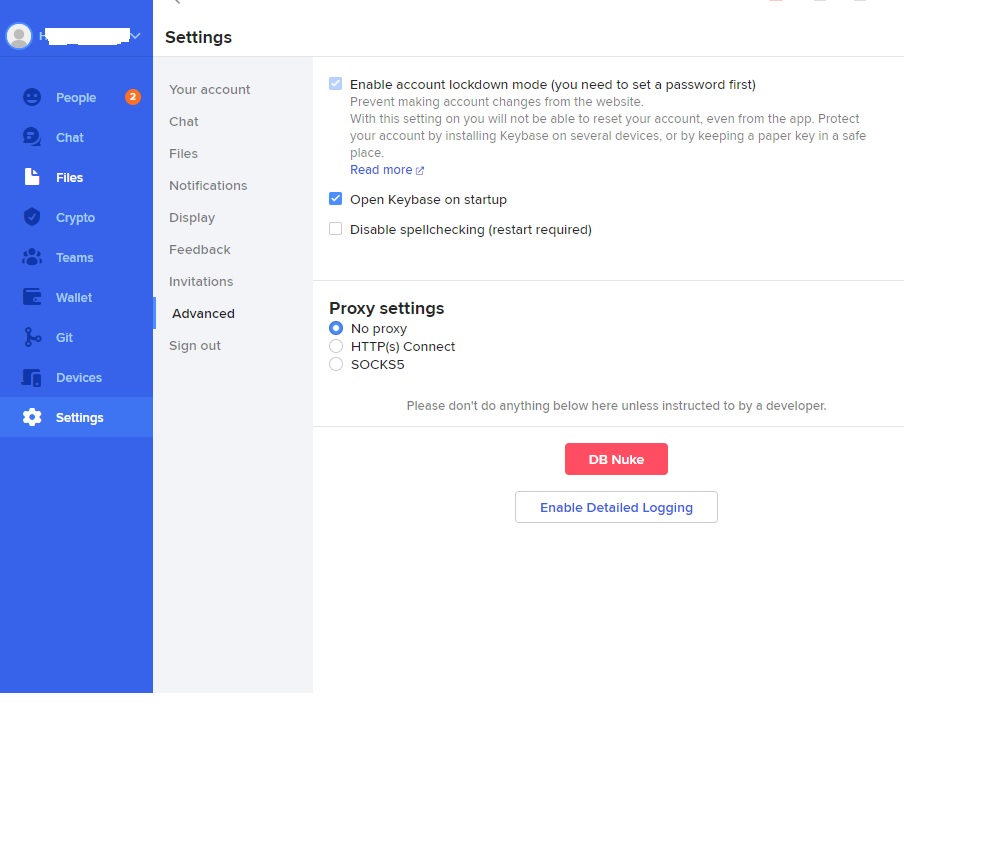 Settings
People 2
Chat
Files
Crypto
Teams
Wallet
Git
Devices
Settings
Your account
Chat
Files
Notifications
Display
Feedback
Invitations
Advanced
Sign out
Enable account lockdown mode (you need to set a password first)
Prevent making account changes from the website.
With this setting on you will not be able to reset your account, even from the app. Protect
your account by installing Keybase on several devices, or by keeping a paper key in a safe
place.
Read more
Open Keybase on startup
Disable spellchecking (restart required)
Proxy settings
No proxy
HTTP(s) Connect
SOCKS5
Please don't do anything below here unless instructed to by a developer.
DB Nuke
Enable Detailed Logging